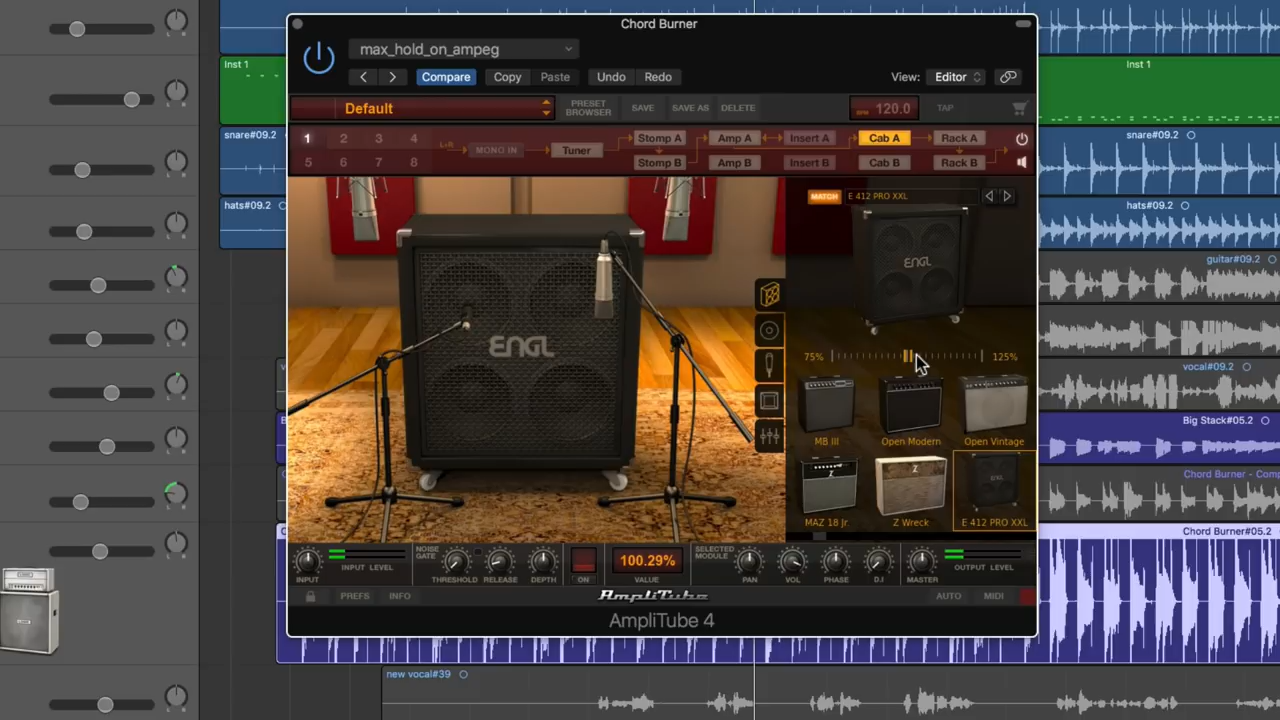 Chord Burner
max_hold_on_ampeg
Compare Copy Paste Undo Redo View: Editor
Default PRESET BROWSER SAVE SAVE AS DELETE BPM 120.0 TAP
1 2 3 4 L+R MONO IN Tuner Stomp A Amp A Insert A Cab A Rack A
5 6 7 8 Stomp B Amp B Insert B Cab B Rack B
MATCH E 412 PRO XXL
ENGL
ENGL
75% 125%
MB III Open Modern Open Vintage
MAZ 18 Jr. Z Wreck E 412 PRO XXL
INPUT INPUT LEVEL NOISE GATE THRESHOLD RELEASE DEPTH ON 100.29% VALUE SELECTED MODULE PAN VOL PHASE D.I MASTER OUTPUT LEVEL
PREFS INFO AmpliTube AUTO MIDI
AmpliTube 4
Inst 1
Inst 1
snare#09.2
snare#09.2
hats#09.2
hats#09.2
guitar#09.2
vocal#09.2
Big Stack#05.2
Chord Burner - Comp
Chord Burner#05.2
new vocal#39